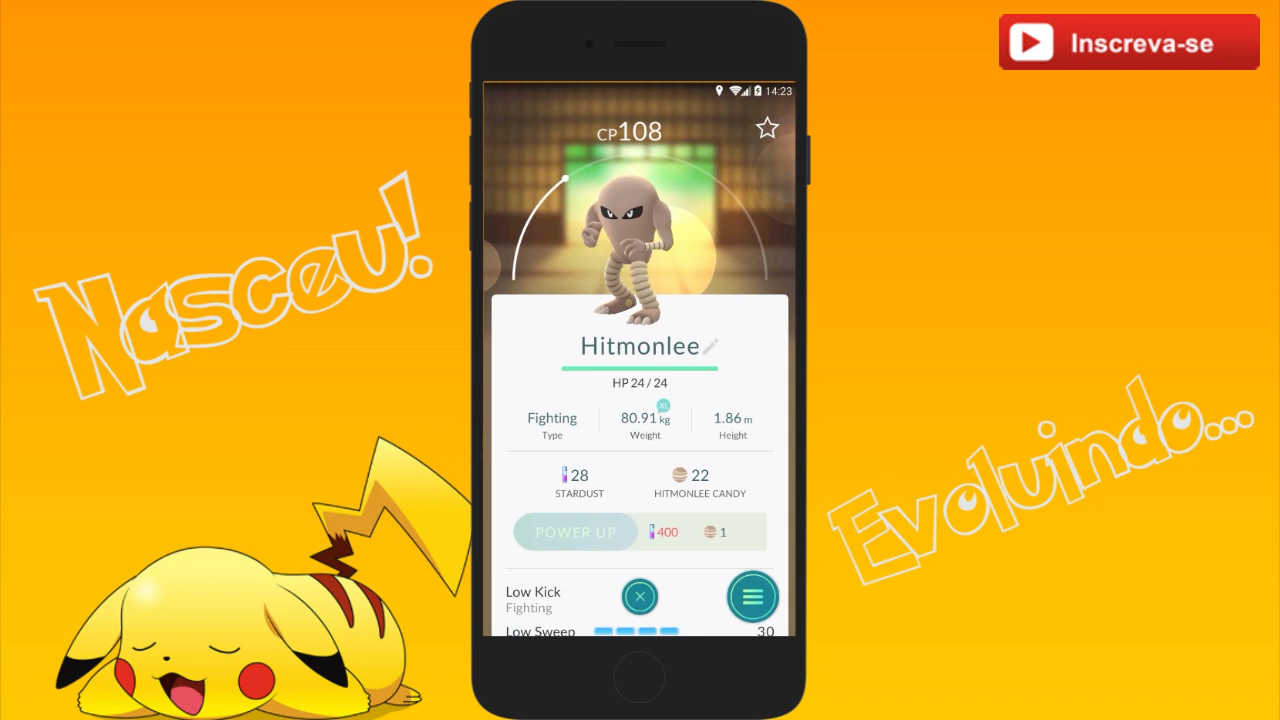 Inscreva-se
14:23
CP108
Nasceu!
Hitmonlee
HP 24 / 24
Fighting
80.91 kg
XL
1.86 m
Type
Weight
Height
28
22
STARDUST
HITMONLEE CANDY
POWER UP
400
1
Low Kick
Fighting
Low Sweep
30
Evoluindo...